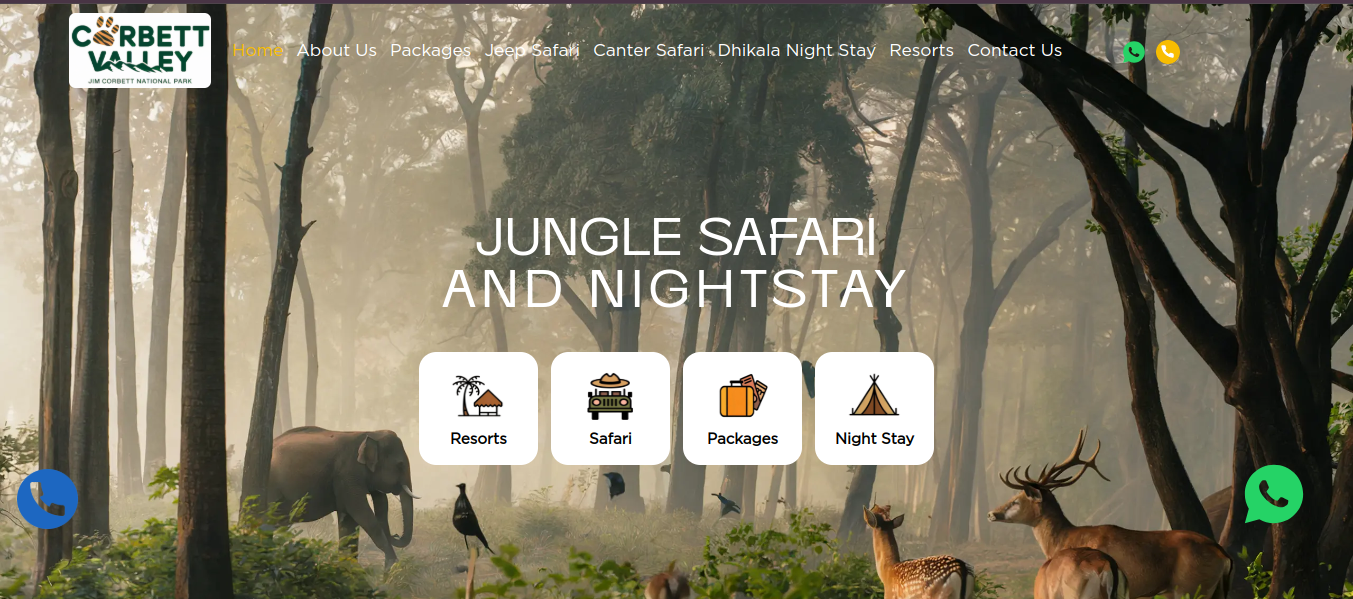 CORBETT
VALLEY
JIM CORBETT NATIONAL PARK
Home About Us Packages Jeep Safari Canter Safari Dhikala Night Stay Resorts Contact Us
JUNGLE SAFARI
AND NIGHTSTAY
Resorts Safari Packages Night Stay